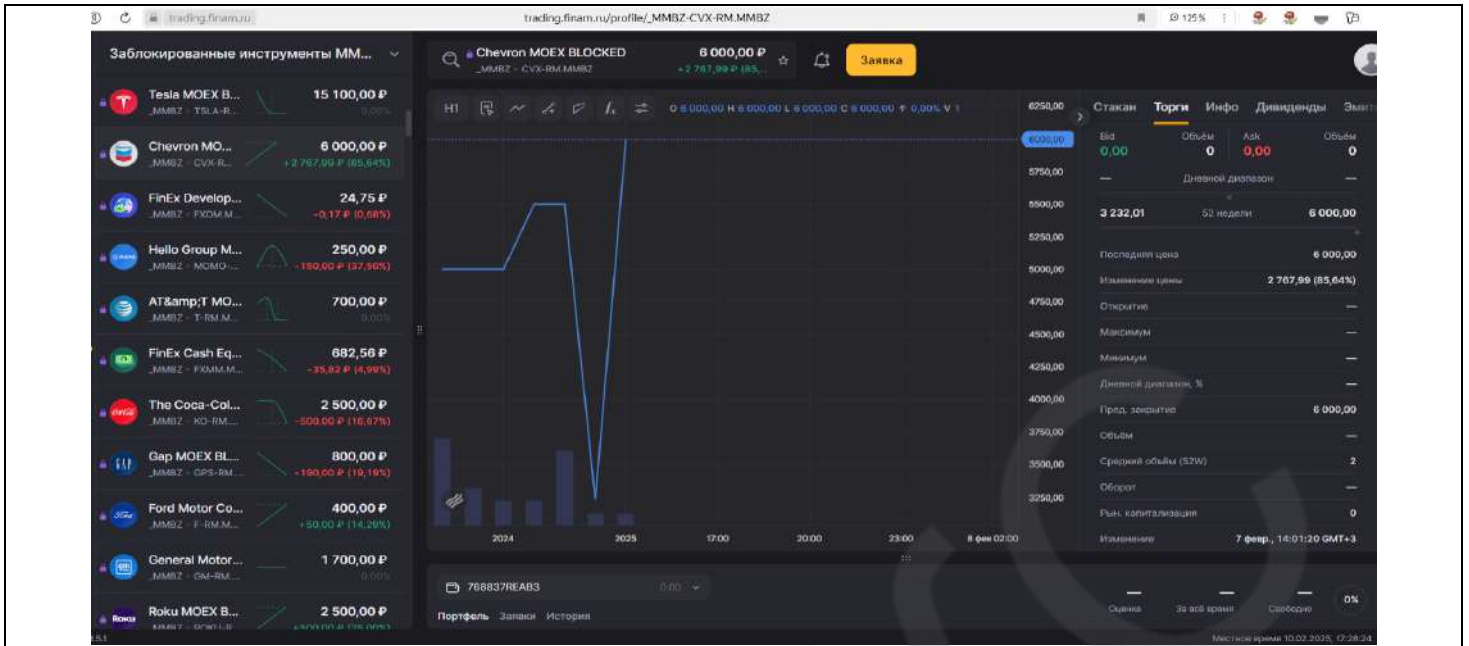 trading.finam.ru
trading.finam.ru/profile/_MMBZ-CVX-RM.MMBZ
125 %
Заблокированные инструменты ММ...
Tesla MOEX B...
15 100,00 ₽
_MMBZ - TSLA-R...
0.00%
Chevron MO...
6 000,00 ₽
_MMBZ - CVX-R...
+2 767,99 ₽ (85,64%)
FinEx Develop...
24,75 ₽
_MMBZ - FXDM.M...
-0,17 ₽ (0,68%)
Hello Group M...
250,00 ₽
_MMBZ - MOMO-...
-150,00 ₽ (37,50%)
AT&amp;T MO...
700,00 ₽
_MMBZ - T-RM.M...
0.00%
FinEx Cash Eq...
682,56 ₽
_MMBZ - FXMM.M...
-35,82 ₽ (4,99%)
The Coca-Col...
2 500,00 ₽
_MMBZ - KO-RM....
-500,00 ₽ (16,67%)
GAP
Gap MOEX BL...
800,00 ₽
_MMBZ - GPS-RM...
-190,00 ₽ (19,19%)
Ford
Ford Motor Co...
400,00 ₽
_MMBZ - F-RM.M...
+50,00 ₽ (14,29%)
gm
General Motor...
1 700,00 ₽
_MMBZ - GM-RM....
0.00%
Roku
Roku MOEX B...
2 500,00 ₽
Chevron MOEX BLOCKED
_MMBZ - CVX-RM.MMBZ
6 000,00 ₽
+2 767,99 ₽ (85,...
Заявка
H1
O 6 000,00 H 6 000,00 L 6 000,00 C 6 000,00 0,00% V 1
6250,00
6000,00
5750,00
5500,00
5250,00
5000,00
4750,00
4500,00
4250,00
4000,00
3750,00
3500,00
3250,00
2024 2025 17:00 20:00 23:00 8 фев 02:00
768837REAB3
0.00
Портфель Заявки История
Стакан Торги Инфо Дивиденды Эмит
Bid Объём Ask Объём
0,00 0 0,00 0
— Дневной диапазон —
3 232,01 52 недели 6 000,00
Последняя цена 6 000,00
Изменение цены 2 767,99 (85,64%)
Открытие —
Максимум —
Минимум —
Дневной диапазон, % —
Пред. закрытие 6 000,00
Объём —
Средний объём (52W) 2
Оборот —
Рын. капитализация 0
Изменение 7 февр., 14:01:20 GMT+3
— — — 0%
Оценка За всё время Свободно
Местное время 10.02.2025, 17:28:24